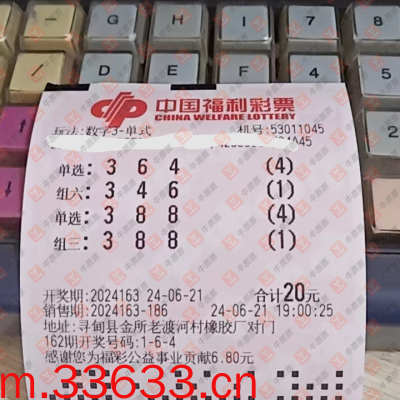 G H I 7 8
D E F 4 5
中国福利彩票
CHINA WELFARE LOTTERY
玩法:数字3-单式 机号:53011045
单选: 3 6 4 (4)
组六: 3 4 6 (1)
单选: 3 8 8 (4)
组三: 3 8 8 (1)
开奖期:2024163 24-06-21 合计20元
销售期:2024163-186 24-06-21 19:00:25
地址:寻甸县金所老渡河村橡胶厂对门
162期开奖号码:1-6-4
感谢您为福彩公益事业贡献6.80元
m.33633.cn